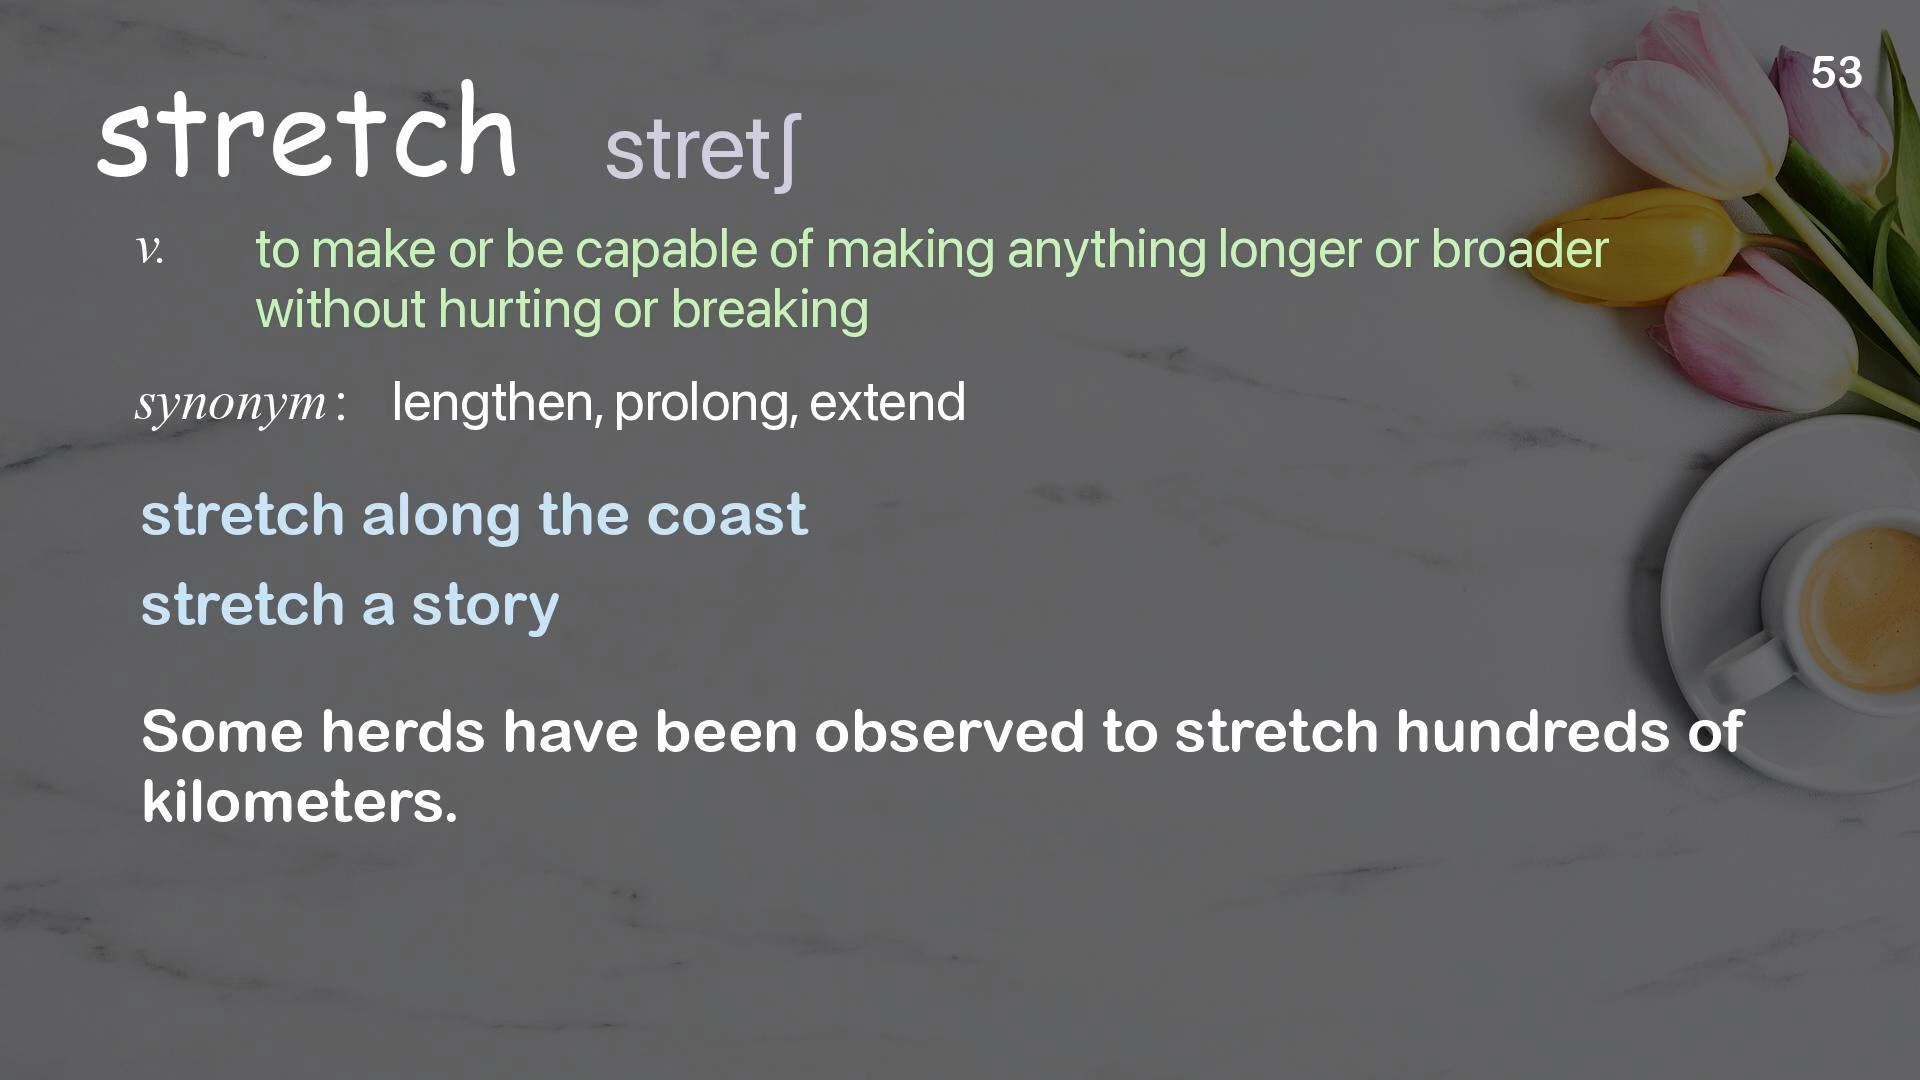 53
stretch stretʃ
v. to make or be capable of making anything longer or broader
without hurting or breaking
synonym: lengthen, prolong, extend
stretch along the coast
stretch a story
Some herds have been observed to stretch hundreds of
kilometers.